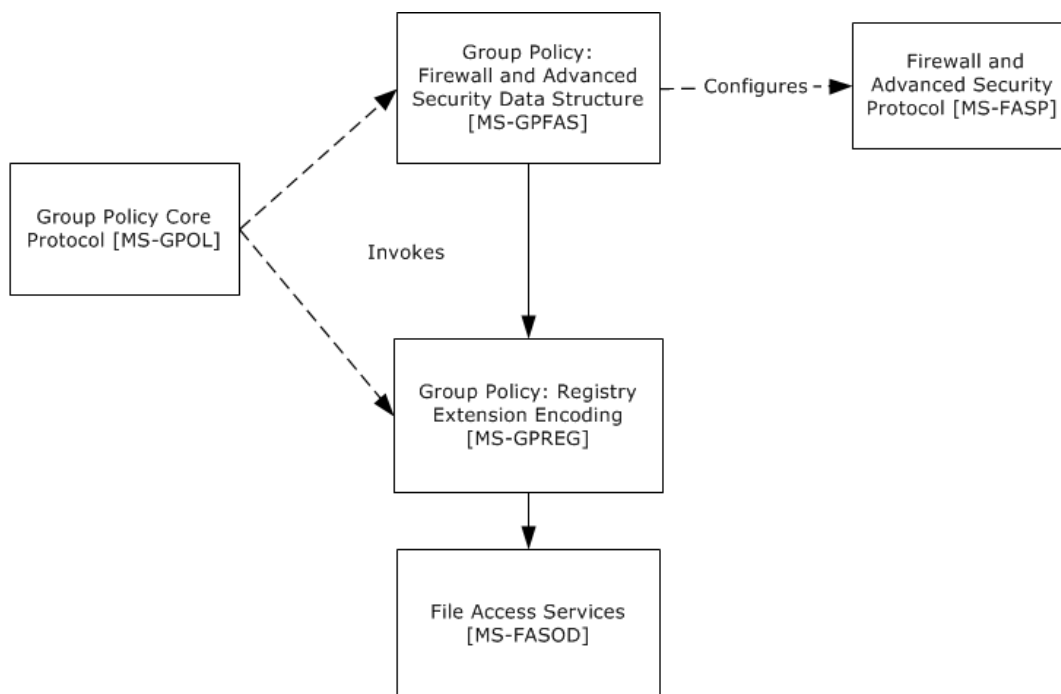 Group Policy:
Firewall and Advanced
Security Data Structure
[MS-GPFAS]
Configures
Firewall and
Advanced Security
Protocol [MS-FASP]
Group Policy Core
Protocol [MS-GPOL]
Invokes
Group Policy: Registry
Extension Encoding
[MS-GPREG]
File Access Services
[MS-FASOD]